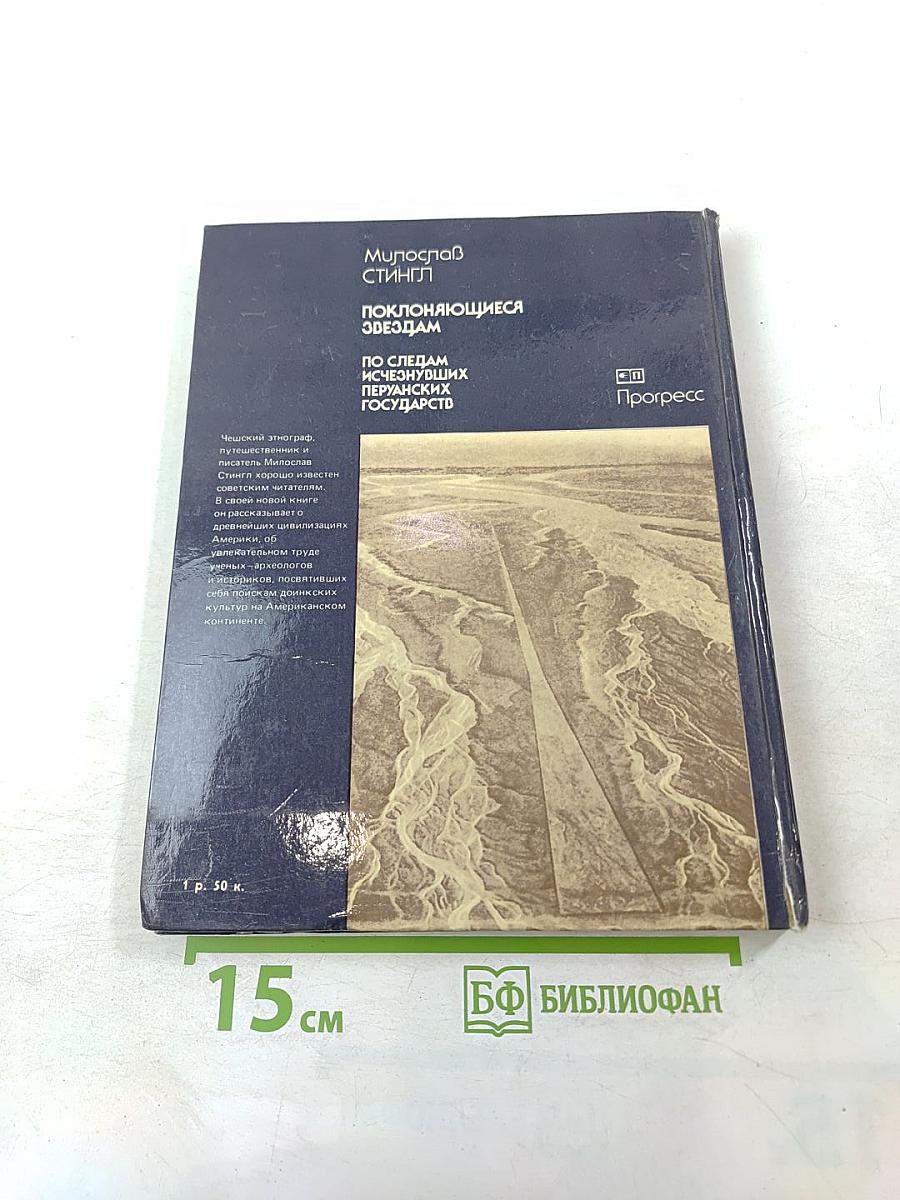 Милослав
СТИНГЛ
ПОКЛОНЯЮЩИЕСЯ
ЗВЕЗДАМ
ПО СЛЕДАМ
ИСЧЕЗНУВШИХ
ПЕРУАНСКИХ
ГОСУДАРСТВ
П
Прогресс
Чешский этнограф,
путешественник и
писатель Милослав
Стингл хорошо известен
советским читателям.
В своей новой книге
он рассказывает о
древнейших цивилизациях
Америки, об
увлекательном труде
ученых—археологов
и историков, посвятивших
себя поискам доинкских
культур на Американском
континенте.
1 р. 50 к.
15 см
БФ БИБЛИОФАН